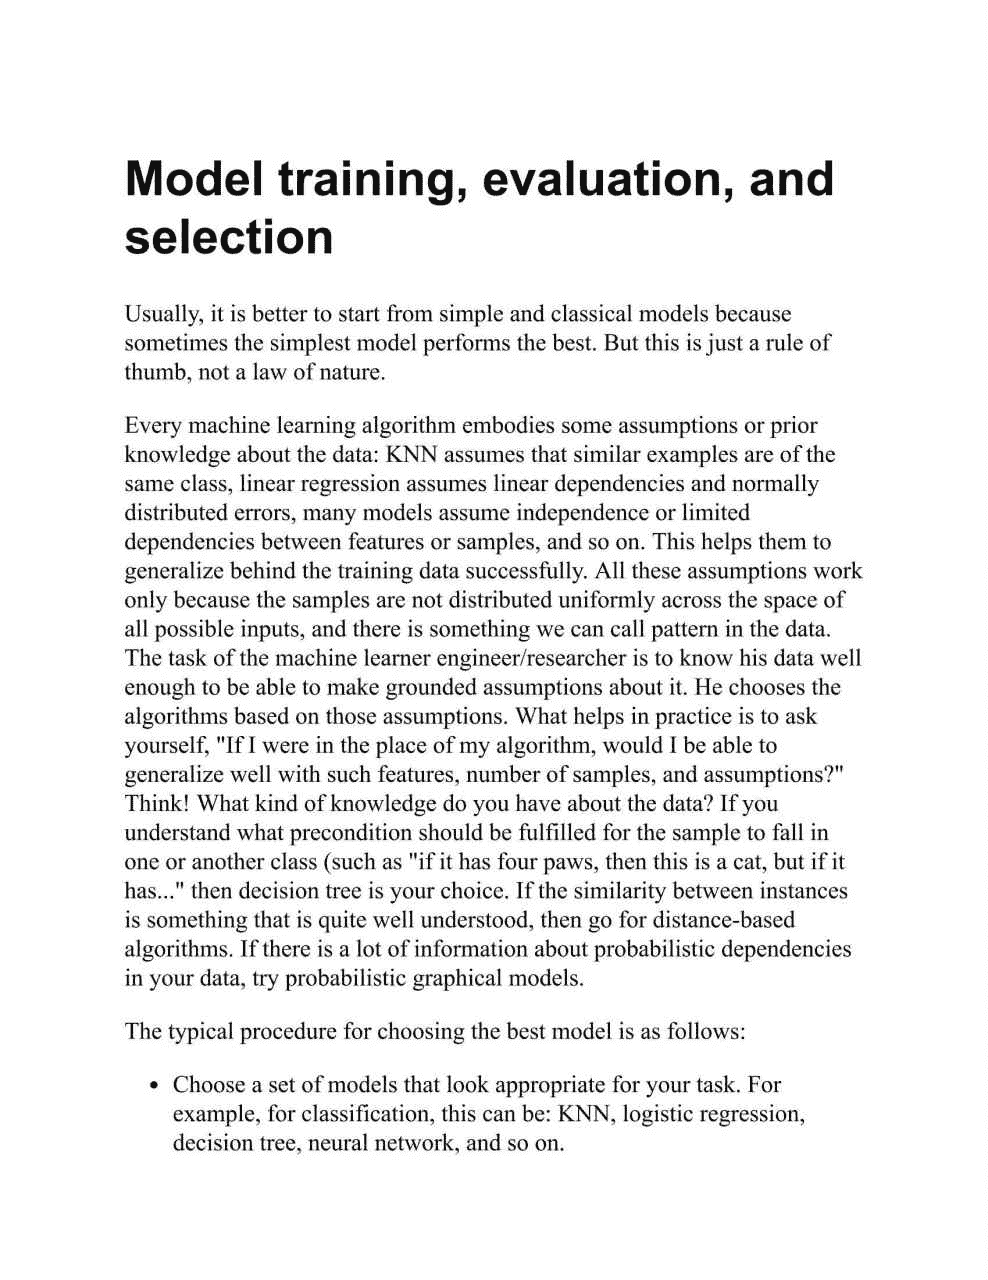 Model training, evaluation, and
selection
Usually, it is better to start from simple and classical models because
sometimes the simplest model performs the best. But this is just a rule of
thumb, not a law of nature.
Every machine learning algorithm embodies some assumptions or prior
knowledge about the data: KNN assumes that similar examples are of the
same class, linear regression assumes linear dependencies and normally
distributed errors, many models assume independence or limited
dependencies between features or samples, and so on. This helps them to
generalize behind the training data successfully. All these assumptions work
only because the samples are not distributed uniformly across the space of
all possible inputs, and there is something we can call pattern in the data.
The task of the machine learner engineer/researcher is to know his data well
enough to be able to make grounded assumptions about it. He chooses the
algorithms based on those assumptions. What helps in practice is to ask
yourself, "If I were in the place of my algorithm, would I be able to
generalize well with such features, number of samples, and assumptions?"
Think! What kind of knowledge do you have about the data? If you
understand what precondition should be fulfilled for the sample to fall in
one or another class (such as "if it has four paws, then this is a cat, but if it
has..." then decision tree is your choice. If the similarity between instances
is something that is quite well understood, then go for distance-based
algorithms. If there is a lot of information about probabilistic dependencies
in your data, try probabilistic graphical models.
The typical procedure for choosing the best model is as follows:
• Choose a set of models that look appropriate for your task. For
example, for classification, this can be: KNN, logistic regression,
decision tree, neural network, and so on.